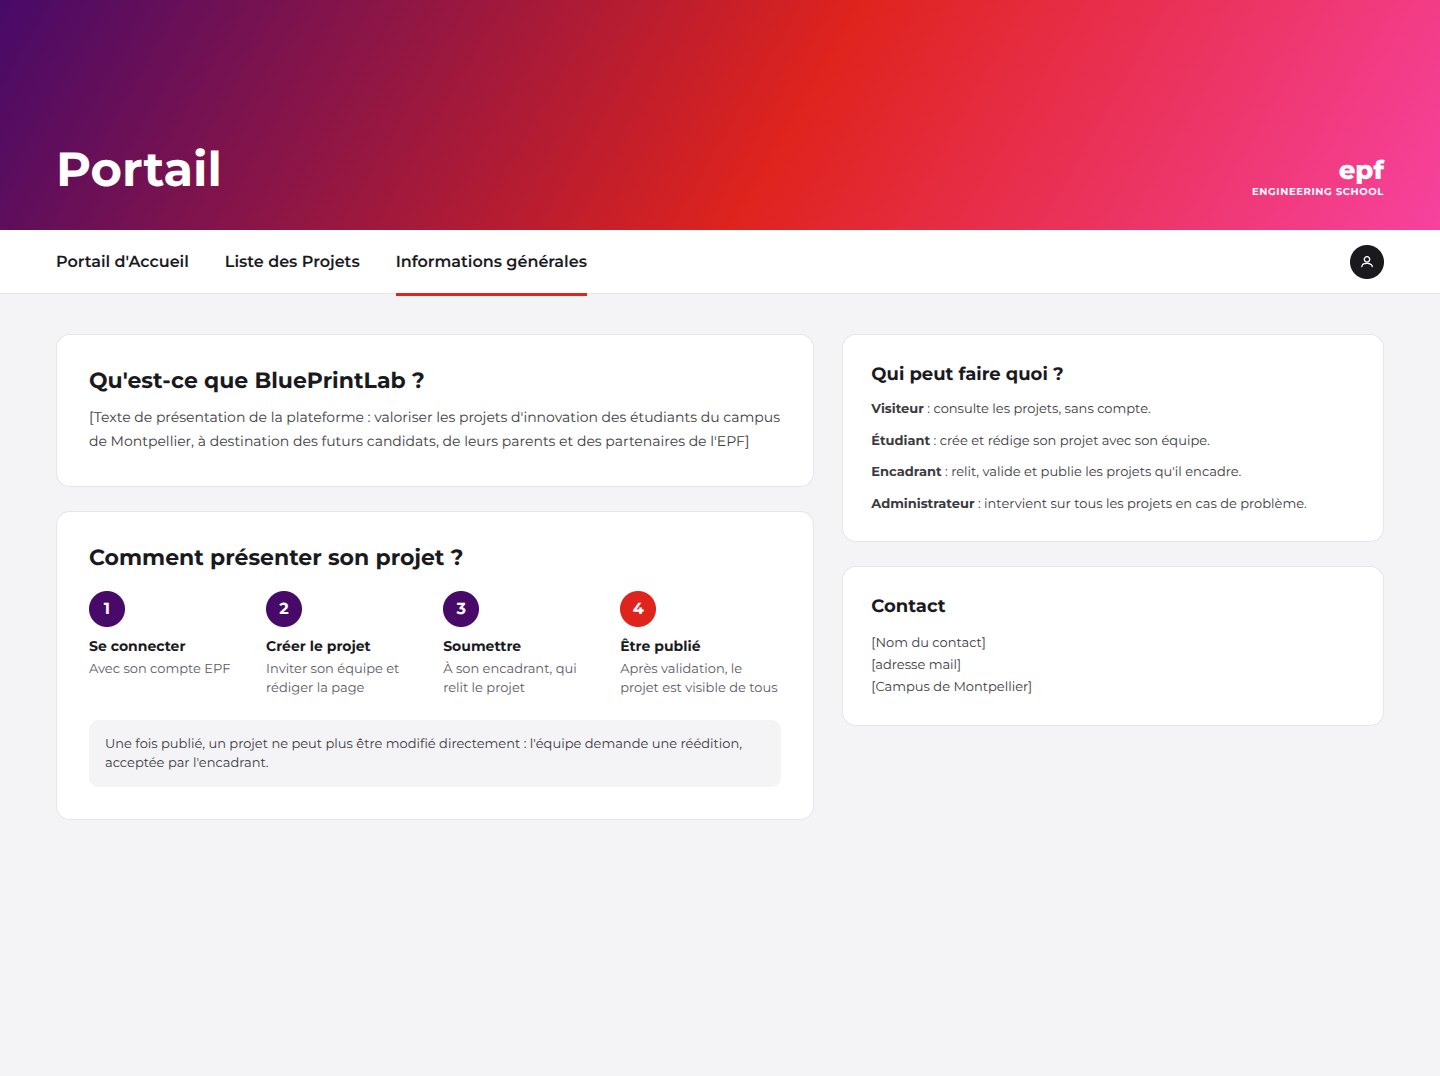 Portail
epf
ENGINEERING SCHOOL
Portail d'Accueil
Liste des Projets
Informations générales
Qu'est-ce que BluePrintLab ?
[Texte de présentation de la plateforme : valoriser les projets d'innovation des étudiants du campus
de Montpellier, à destination des futurs candidats, de leurs parents et des partenaires de l'EPF]
Comment présenter son projet ?
1
Se connecter
Avec son compte EPF
2
Créer le projet
Inviter son équipe et
rédiger la page
3
Soumettre
À son encadrant, qui
relit le projet
4
Être publié
Après validation, le
projet est visible de tous
Une fois publié, un projet ne peut plus être modifié directement : l'équipe demande une réédition,
acceptée par l'encadrant.
Qui peut faire quoi ?
Visiteur : consulte les projets, sans compte.
Étudiant : crée et rédige son projet avec son équipe.
Encadrant : relit, valide et publie les projets qu'il encadre.
Administrateur : intervient sur tous les projets en cas de problème.
Contact
[Nom du contact]
[adresse mail]
[Campus de Montpellier]